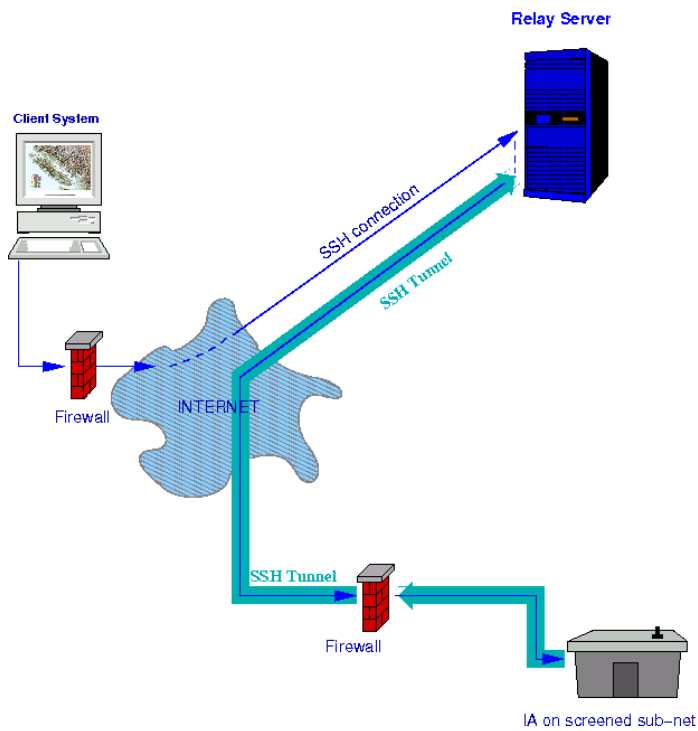 Relay Server
Client System
SSH connection
SSH Tunnel
INTERNET
Firewall
SSH Tunnel
Firewall
IA on screened sub-net